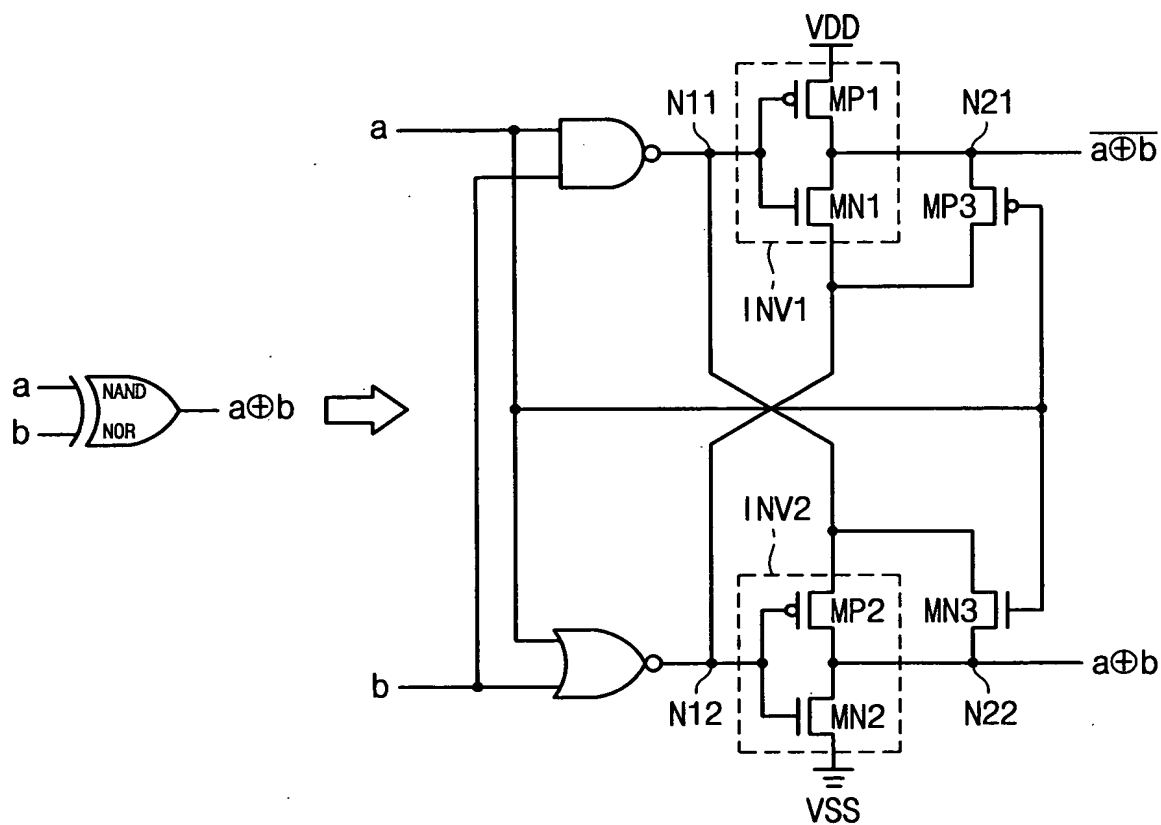 VDD
a
N11
MP1
N21
a⊕b
MN1
MP3
INV1
a
NAND
a⊕b
b
NOR
INV2
MP2
MN3
b
a⊕b
N12
MN2
N22
VSS